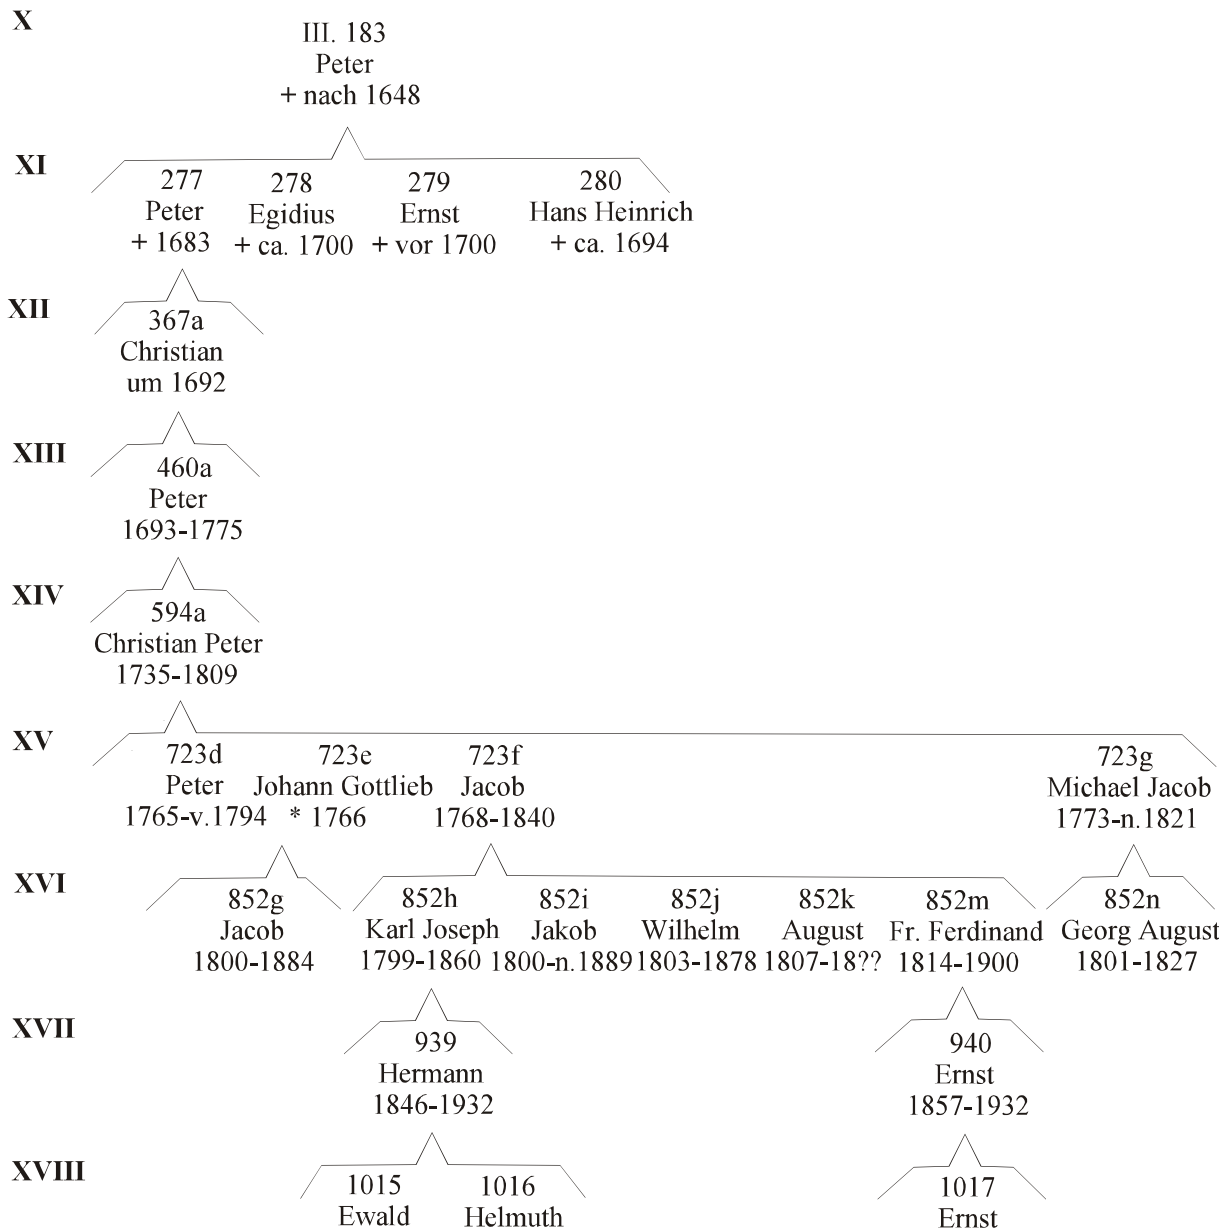 X
III. 183
Peter
+ nach 1648
XI
277 278 279 280
Peter Egidius Ernst Hans Heinrich
+ 1683 + ca. 1700 + vor 1700 + ca. 1694
XII
367a
Christian
um 1692
XIII
460a
Peter
1693-1775
XIV
594a
Christian Peter
1735-1809
XV
723d 723e 723f 723g
Peter Johann Gottlieb Jacob Michael Jacob
1765-v.1794 * 1766 1768-1840 1773-n.1821
XVI
852g 852h 852i 852j 852k 852m 852n
Jacob Karl Joseph Jakob Wilhelm August Fr. Ferdinand Georg August
1800-1884 1799-1860 1800-n.1889 1803-1878 1807-18?? 1814-1900 1801-1827
XVII
939 940
Hermann Ernst
1846-1932 1857-1932
XVIII
1015 1016 1017
Ewald Helmuth Ernst